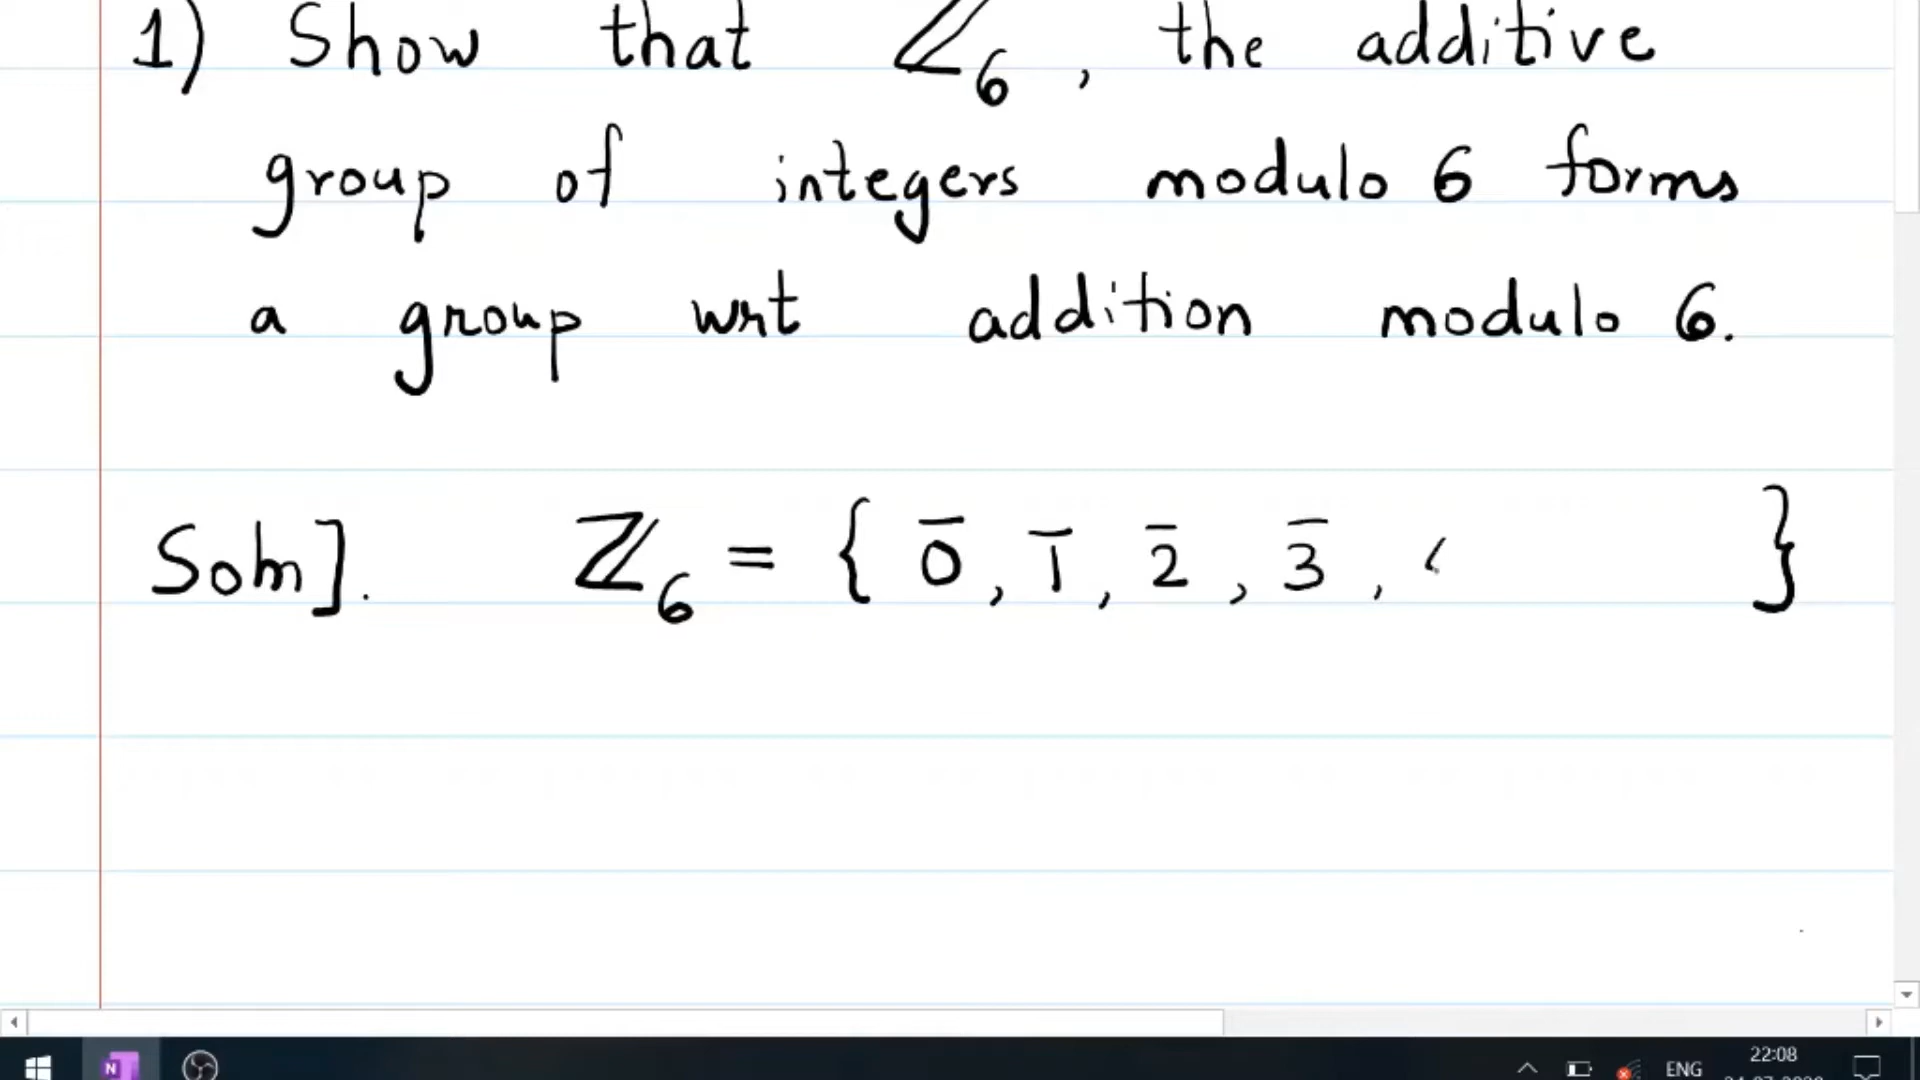 1) Show that ℤ₆, the additive
group of integers modulo 6 forms
a group wrt addition modulo 6.
Soln]. ℤ₆ = { 0̅, 1̅, 2̅, 3̅, }
N
ENG
22:08